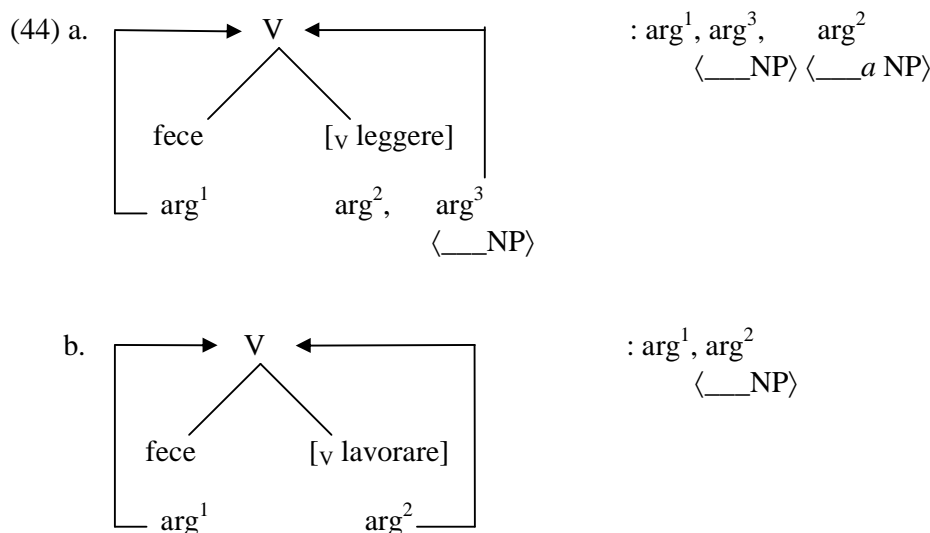 (44) a. V : arg¹, arg³, arg²
⟨___NP⟩ ⟨___a NP⟩
fece [v leggere]
arg¹ arg², arg³
⟨___NP⟩
b. V : arg¹, arg²
⟨___NP⟩
fece [v lavorare]
arg¹ arg²